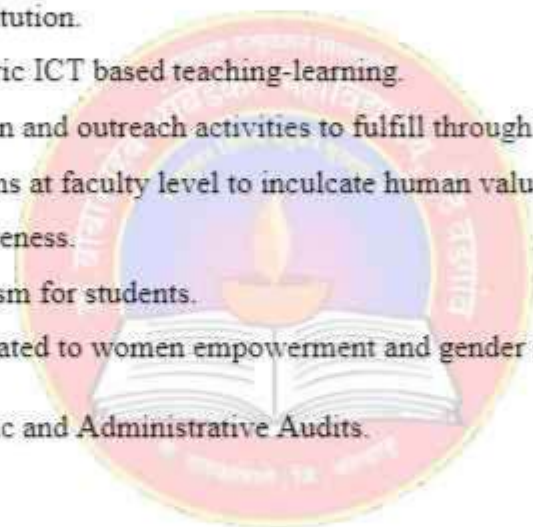 tution.
ric ICT based teaching-learning.
n and outreach activities to fulfill through
ns at faculty level to inculcate human valu
eness.
sm for students.
ated to women empowerment and gender
ic and Administrative Audits.